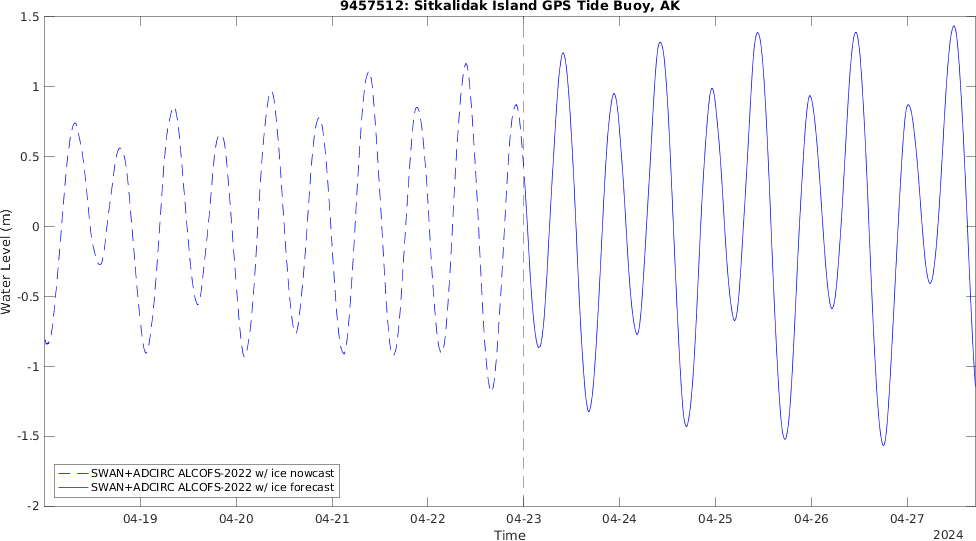 9457512: Sitkalidak Island GPS Tide Buoy, AK
1.5
1
0.5
0
-0.5
-1
-1.5
-2
Water Level (m)
SWAN+ADCIRC ALCOFS-2022 w/ ice nowcast
SWAN+ADCIRC ALCOFS-2022 w/ ice forecast
04-19 04-20 04-21 04-22 04-23 04-24 04-25 04-26 04-27
Time
2024